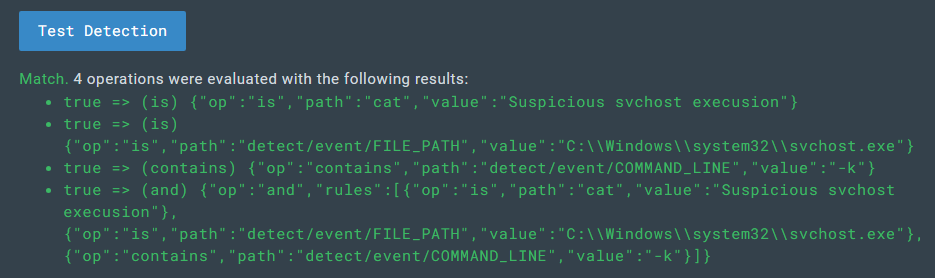 Test Detection
Match. 4 operations were evaluated with the following results:
• true => (is) {"op":"is","path":"cat","value":"Suspicious svchost execusion"}
• true => (is)
{"op":"is","path":"detect/event/FILE_PATH","value":"C:\\Windows\\system32\\svchost.exe"}
• true => (contains) {"op":"contains","path":"detect/event/COMMAND_LINE","value":"-k"}
• true => (and) {"op":"and","rules":[{"op":"is","path":"cat","value":"Suspicious svchost
execusion"},
{"op":"is","path":"detect/event/FILE_PATH","value":"C:\\Windows\\system32\\svchost.exe"},
{"op":"contains","path":"detect/event/COMMAND_LINE","value":"-k"}]}